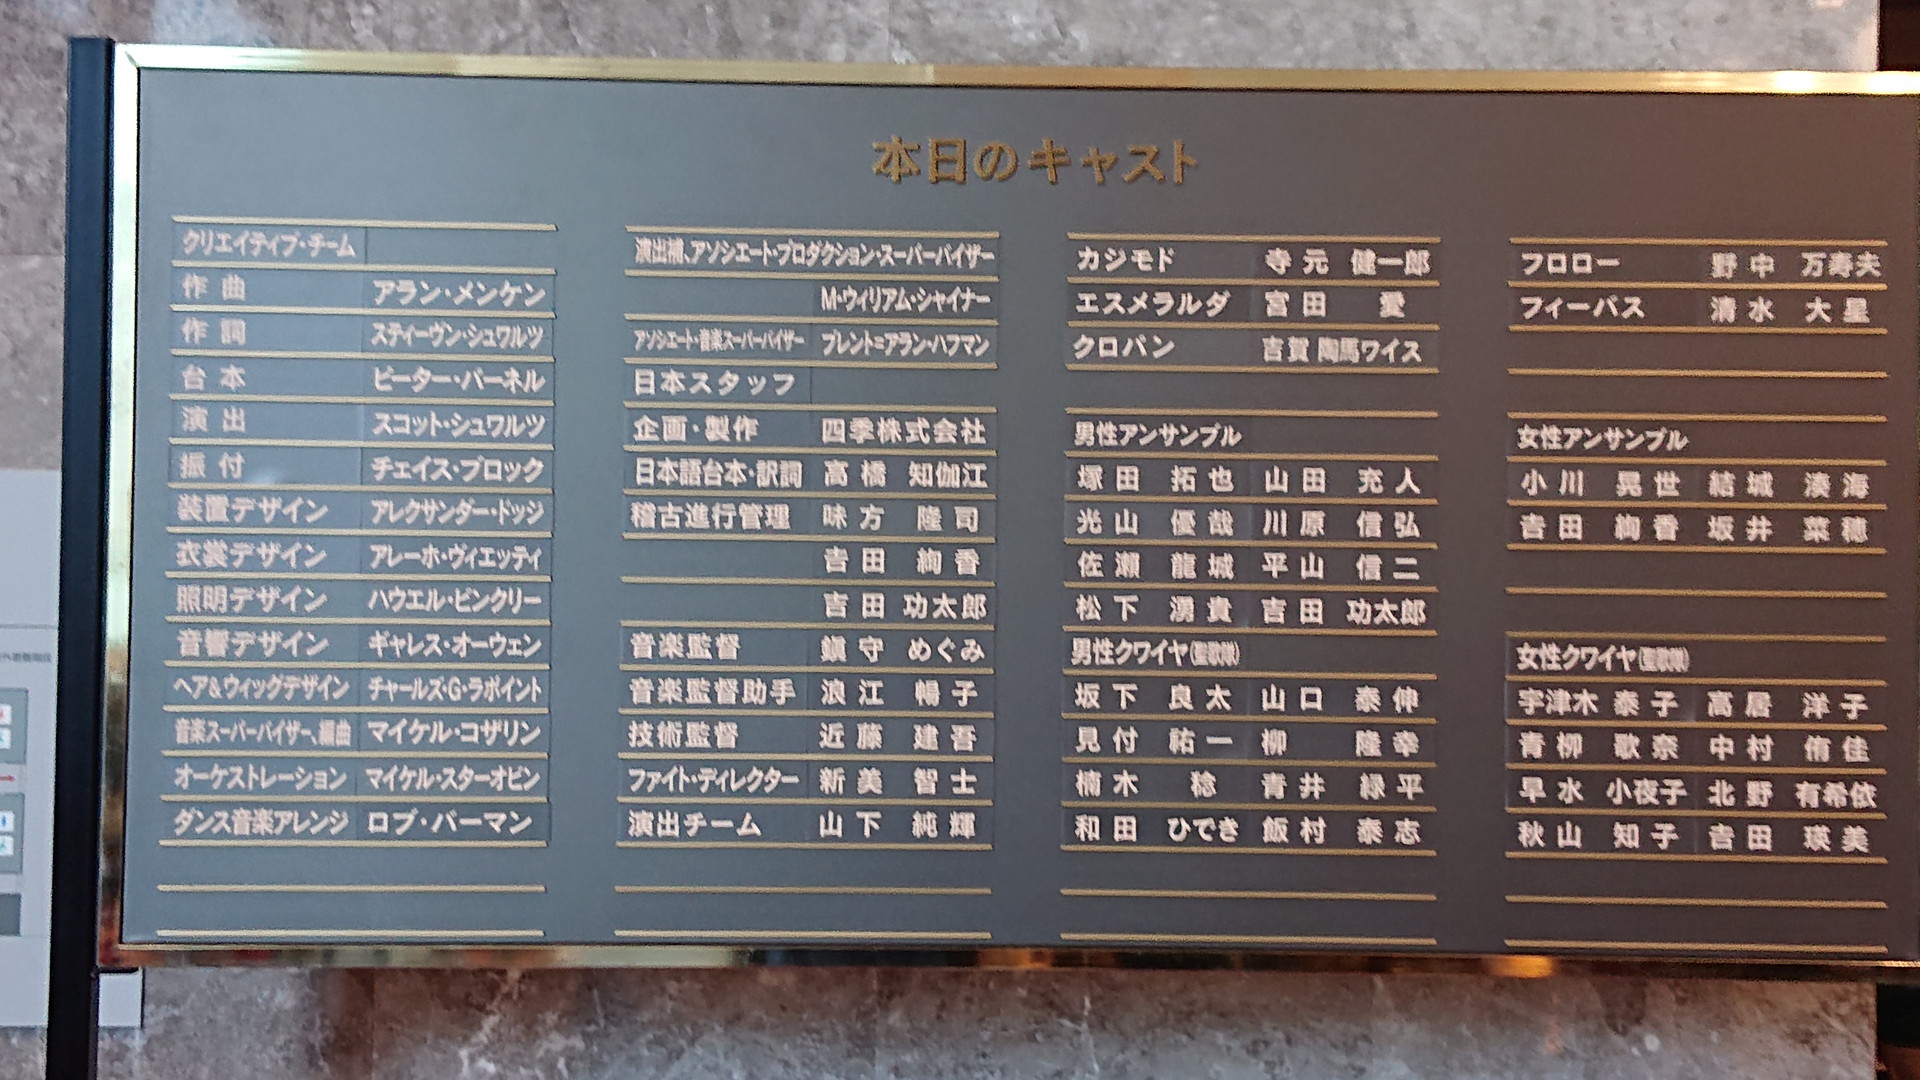 本日のキャスト
クリエイティブ・チーム
作曲 アラン・メンケン
作詞 スティーヴン・シュワルツ
台本 ピーター・パーネル
演出 スコット・シュワルツ
振付 チェイス・ブロック
装置デザイン アレクサンダー・ドッジ
衣裳デザイン アレーホ・ヴィエッティ
照明デザイン ハウエル・ビンクリー
音響デザイン ギャレス・オーウェン
ヘア&ウィッグデザイン チャールズ・G・ラポイント
音楽スーパーバイザー、編曲 マイケル・コザリン
オーケストレーション マイケル・スターオビン
ダンス音楽アレンジ ロブ・バーマン
演出補、アソシエート・プロダクション・スーパーバイザー
M・ウィリアム・シャイナー
アソシエート・音楽スーパーバイザー ブレント=アラン・ハフマン
日本スタッフ
企画・製作 四季株式会社
日本語台本・訳詞 高橋 知伽江
稽古進行管理 味方 隆司
吉田 絢香
吉田 功太郎
音楽監督 鎮守 めぐみ
音楽監督助手 浪江 暢子
技術監督 近藤 建吾
ファイト・ディレクター 新美 智士
演出チーム 山下 純輝
カジモド 寺元 健一郎
エスメラルダ 宮田 愛
クロパン 吉賀 陶馬ワイス
男性アンサンブル
塚田 拓也 山田 充人
光山 優哉 川原 信弘
佐瀬 龍城 平山 信二
松下 湧貴 吉田 功太郎
男性クワイヤ(聖歌隊)
坂下 良太 山口 泰伸
見付 祐一 柳 隆幸
楠木 稔 青井 緑平
和田 ひでき 飯村 泰志
フロロー 野中 万寿夫
フィーバス 清水 大星
女性アンサンブル
小川 晃世 結城 湊海
吉田 絢香 坂井 菜穂
女性クワイヤ(聖歌隊)
宇津木 泰子 高居 洋子
青柳 歌奈 中村 侑佳
早水 小夜子 北野 有希依
秋山 知子 吉田 瑛美